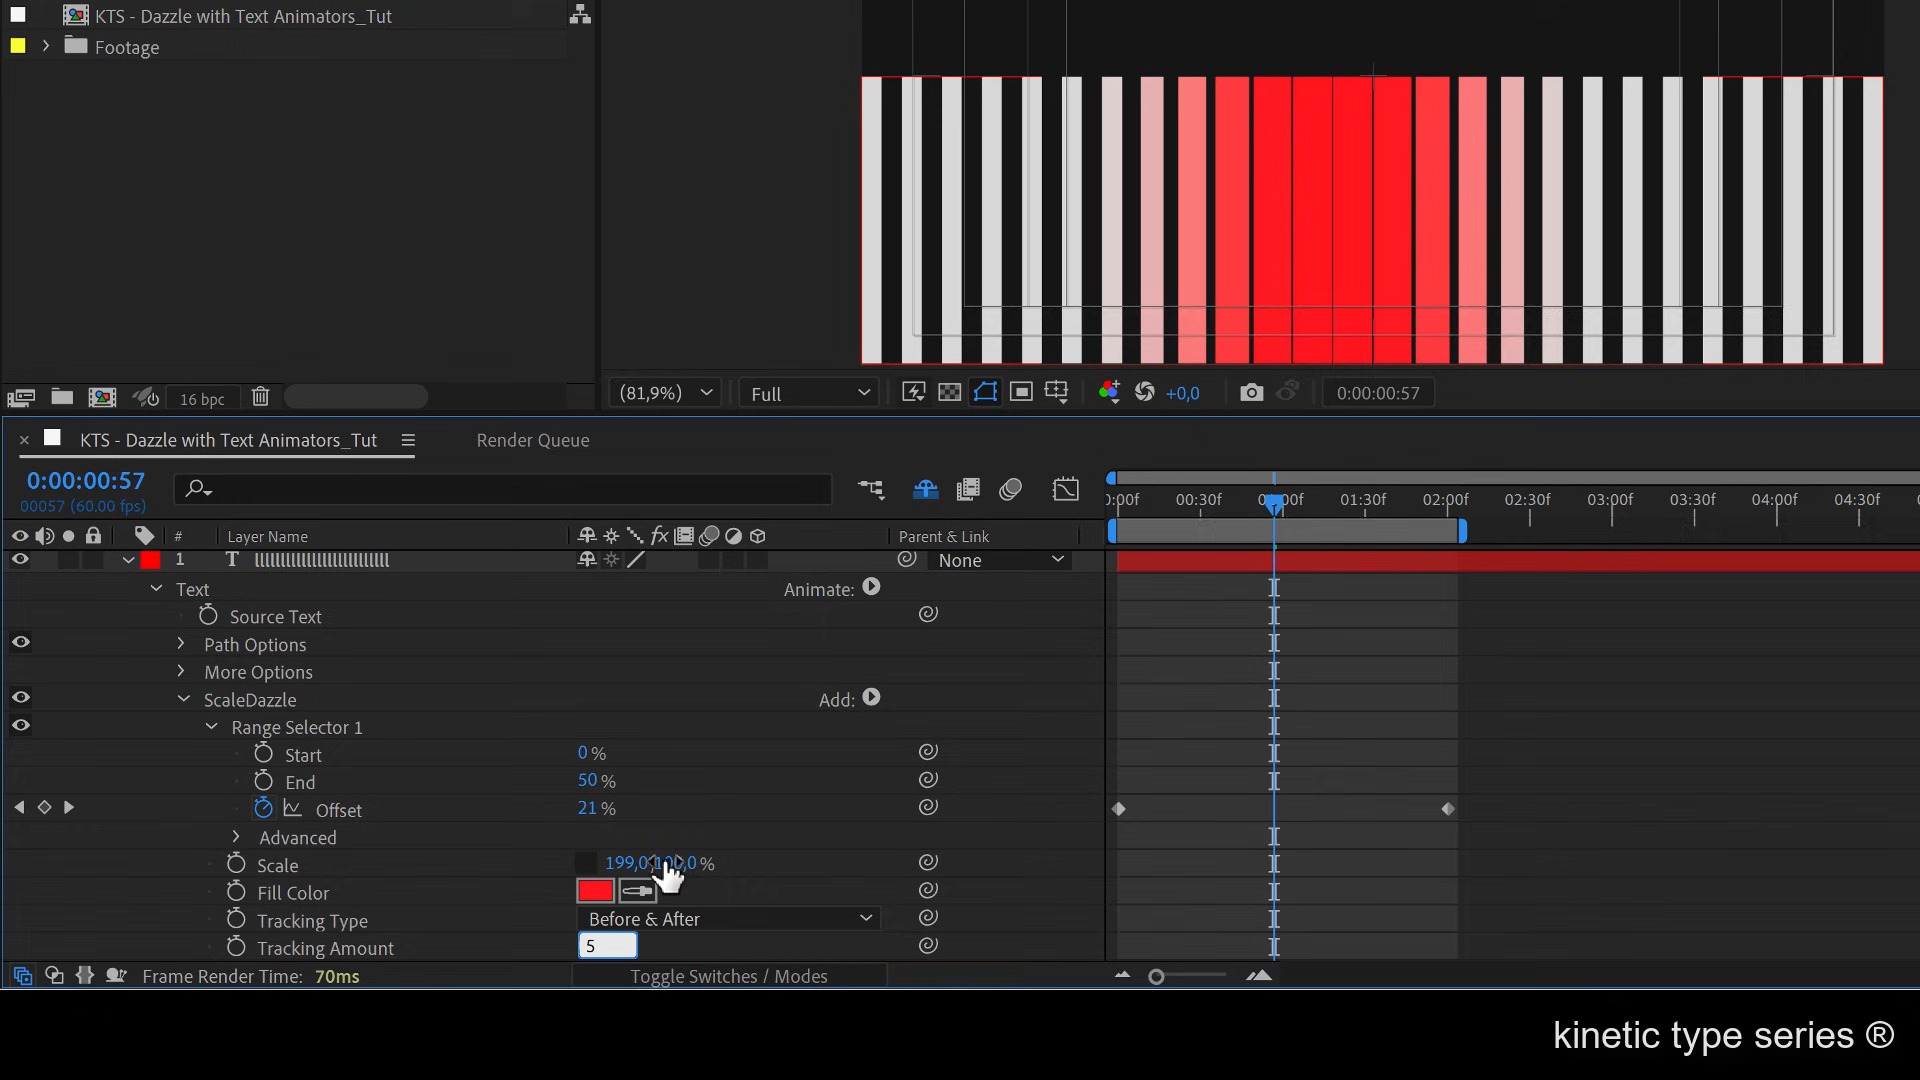 KTS - Dazzle with Text Animators_Tut
Footage
16 bpc
(81,9%)
Full
+0,0
0:00:00:57
KTS - Dazzle with Text Animators_Tut
Render Queue
0:00:00:57
00057 (60.00 fps)
00:30f
01:30f
02:00f
02:30f
03:00f
03:30f
04:00f
04:30f
#
Layer Name
fx
Parent & Link
1
T
None
Text
Animate:
Source Text
Path Options
More Options
ScaleDazzle
Add:
Range Selector 1
Start
0 %
End
50 %
Offset
21 %
Advanced
Scale
199,0
%
Fill Color
Tracking Type
Before & After
Tracking Amount
5
Frame Render Time: 70ms
Toggle Switches / Modes
kinetic type series ®